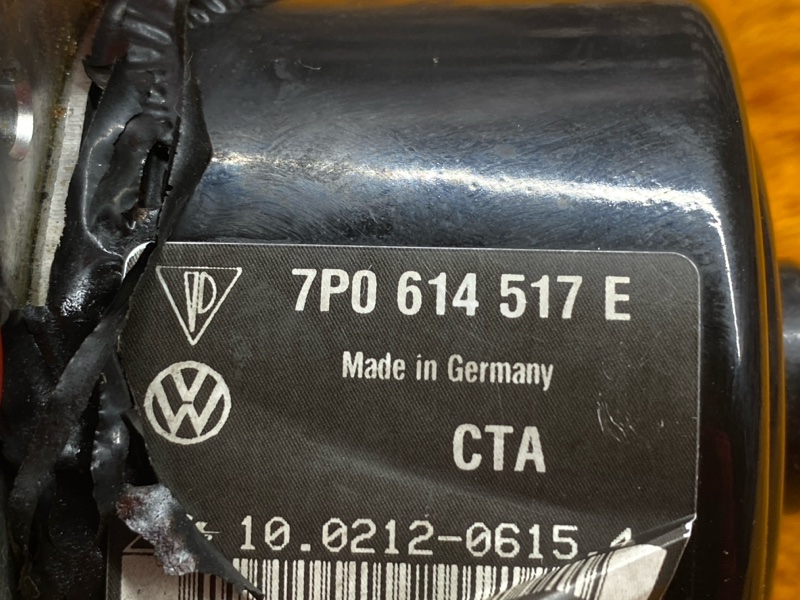 7P0 614 517 E
Made in Germany
CTA
10.0212-0615.4